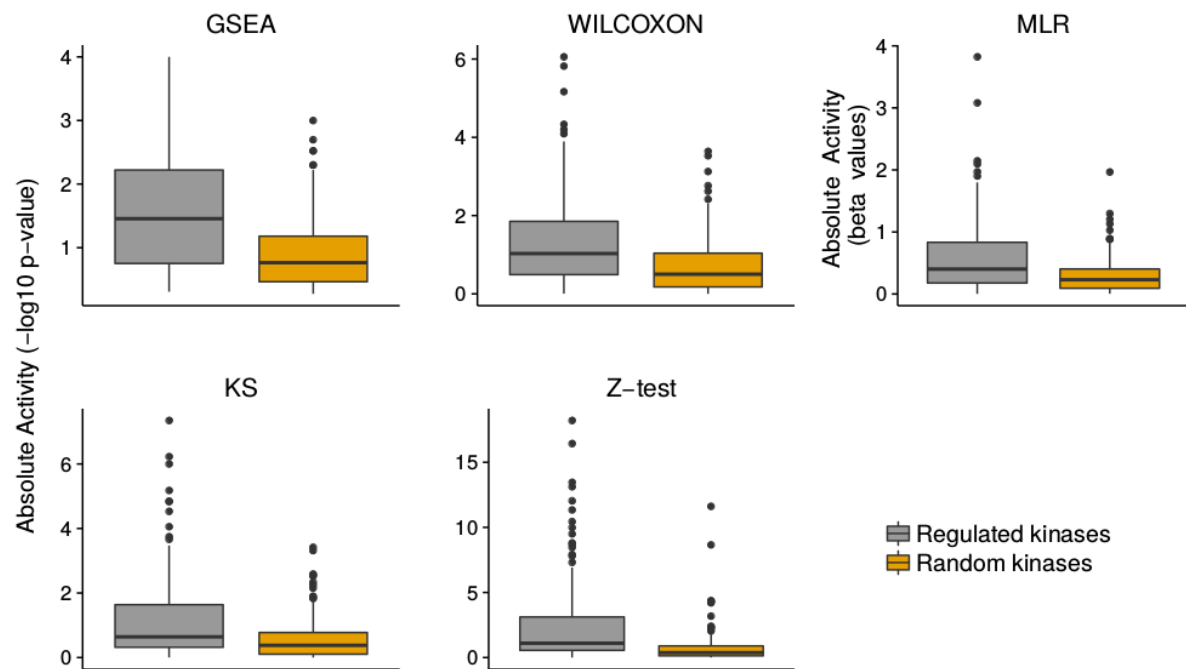 GSEA
WILCOXON
MLR
Absolute Activity (−log10 p−value)
4
3
2
1
6
4
2
0
Absolute Activity
(beta values)
4
3
2
1
0
KS
Z−test
6
4
2
0
15
10
5
0
Regulated kinases
Random kinases